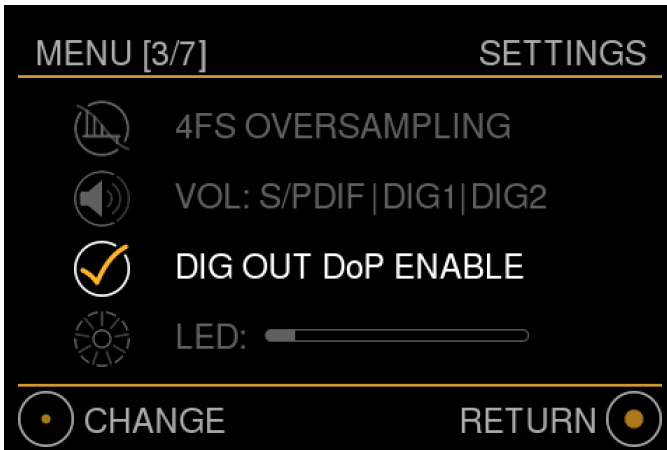 MENU [3/7] SETTINGS
4FS OVERSAMPLING
VOL: S/PDIF|DIG1|DIG2
DIG OUT DoP ENABLE
LED:
CHANGE RETURN